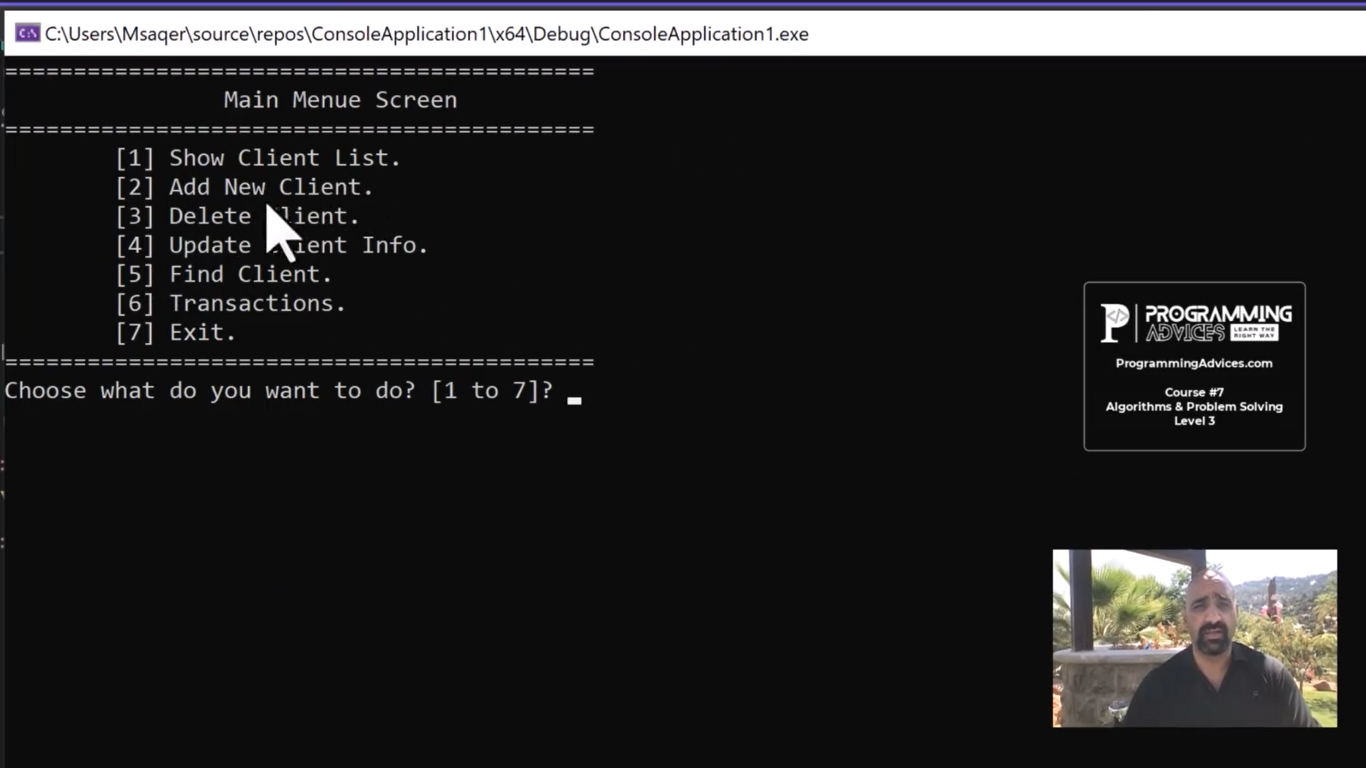 C:\Users\Msaqer\source\repos\ConsoleApplication1\x64\Debug\ConsoleApplication1.exe
===========================================
Main Menue Screen
===========================================
[1] Show Client List.
[2] Add New Client.
[3] Delete Client.
[4] Update Client Info.
[5] Find Client.
[6] Transactions.
[7] Exit.
===========================================
Choose what do you want to do? [1 to 7]?
PROGRAMMING
ADVICES LEARN THE RIGHT WAY
ProgrammingAdvices.com
Course #7
Algorithms & Problem Solving
Level 3